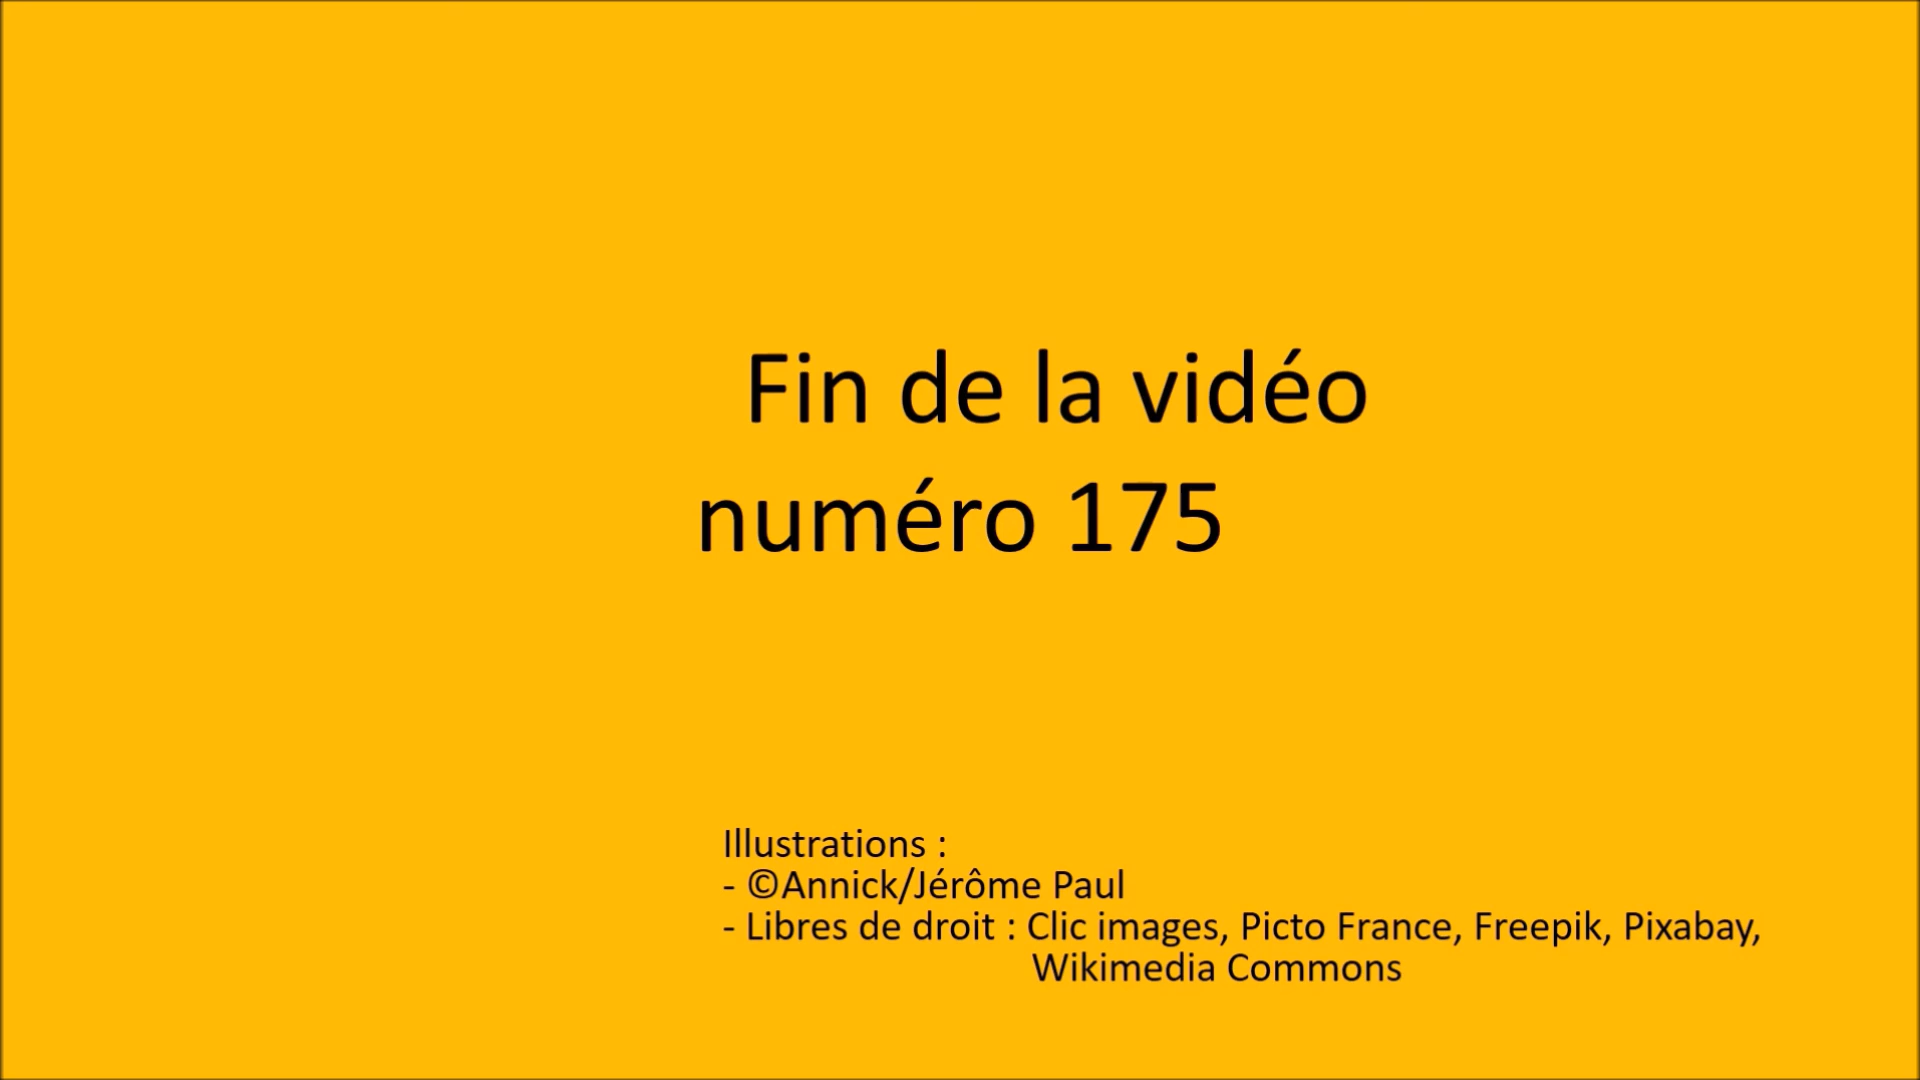 Fin de la vidéo
numéro 175
Illustrations :
- ©Annick/Jérôme Paul
- Libres de droit : Clic images, Picto France, Freepik, Pixabay,
Wikimedia Commons